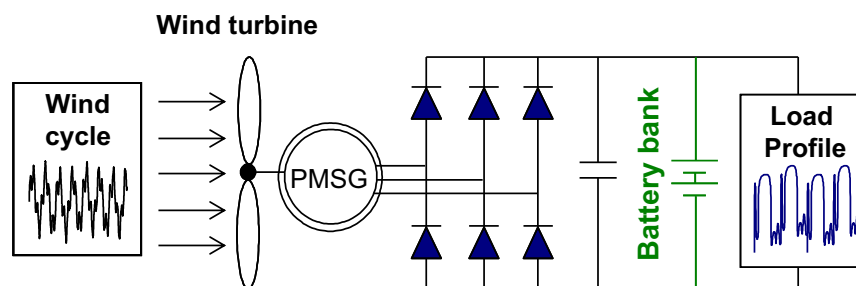 Wind turbine
Wind
cycle
PMSG
Battery bank
Load
Profile